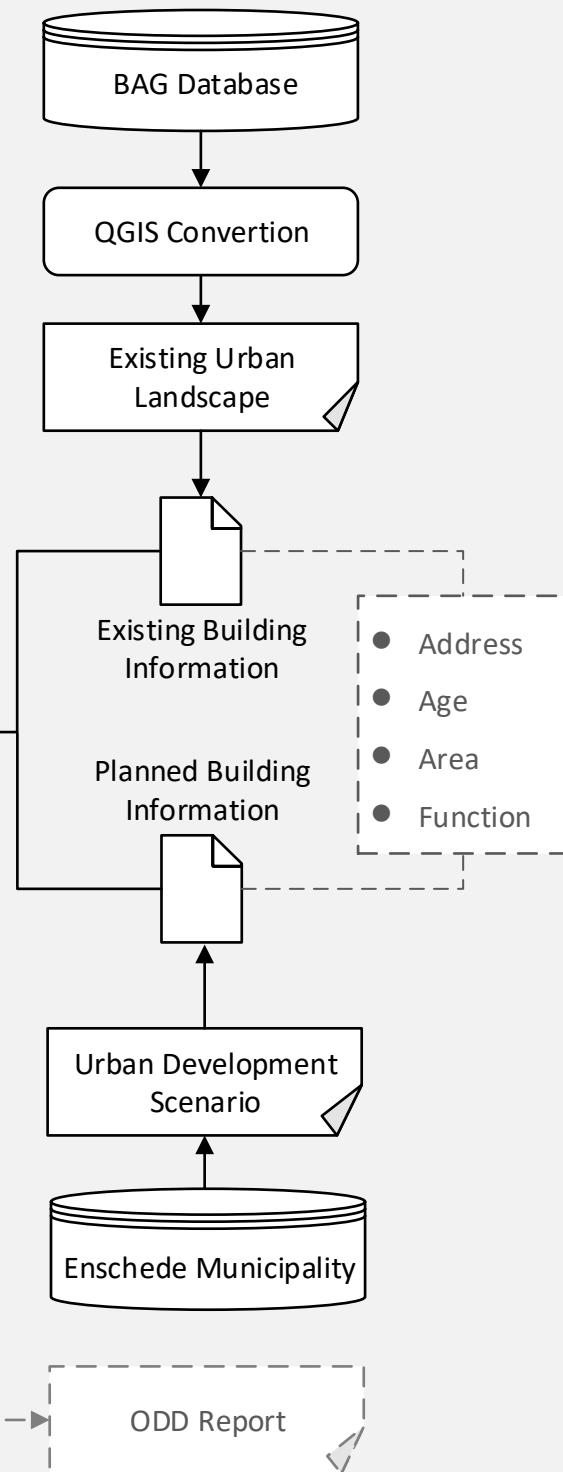 BAG Database
QGIS Convertion
Existing Urban
Landscape
Existing Building
Information
● Address
● Age
● Area
● Function
Planned Building
Information
Urban Development
Scenario
Enschede Municipality
ODD Report